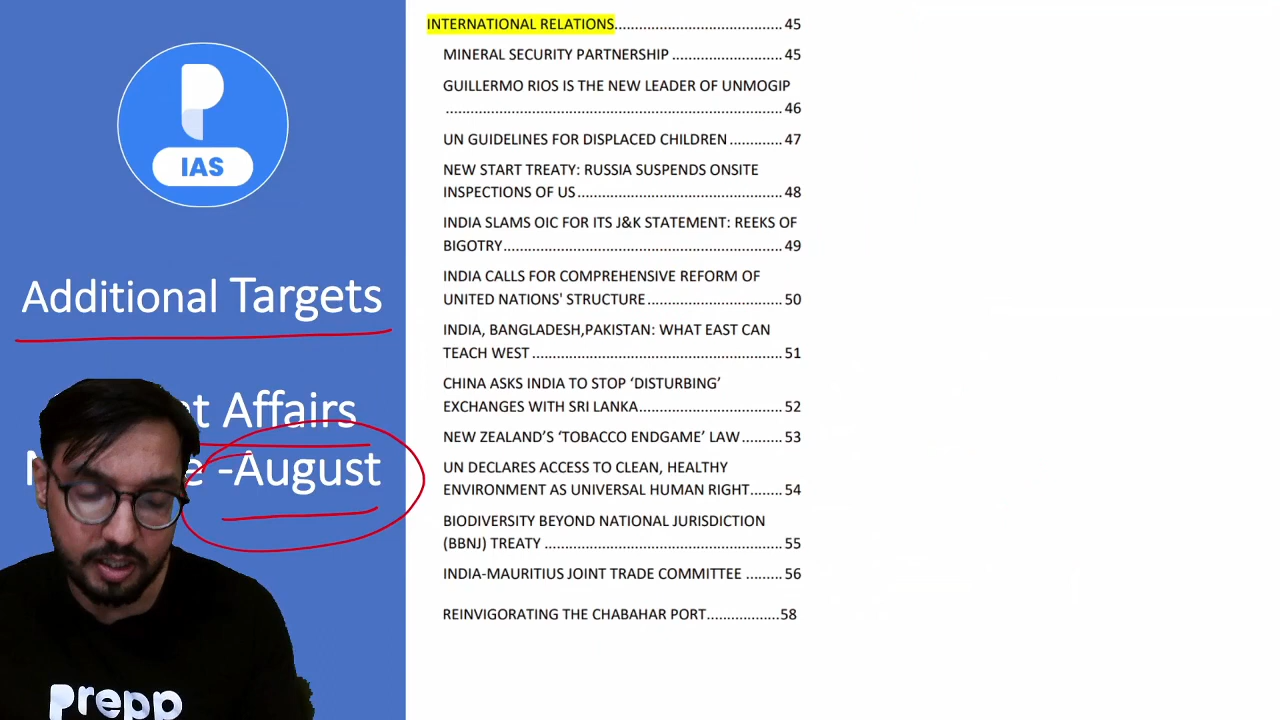 P
IAS
Additional Targets
Affairs
-August
prepp
INTERNATIONAL RELATIONS........................................ 45
MINERAL SECURITY PARTNERSHIP .......................... 45
GUILLERMO RIOS IS THE NEW LEADER OF UNMOGIP
................................................................................ 46
UN GUIDELINES FOR DISPLACED CHILDREN ............ 47
NEW START TREATY: RUSSIA SUSPENDS ONSITE
INSPECTIONS OF US ................................................. 48
INDIA SLAMS OIC FOR ITS J&K STATEMENT: REEKS OF
BIGOTRY .................................................................. 49
INDIA CALLS FOR COMPREHENSIVE REFORM OF
UNITED NATIONS' STRUCTURE ................................ 50
INDIA, BANGLADESH,PAKISTAN: WHAT EAST CAN
TEACH WEST ............................................................ 51
CHINA ASKS INDIA TO STOP ‘DISTURBING’
EXCHANGES WITH SRI LANKA.................................. 52
NEW ZEALAND’S ‘TOBACCO ENDGAME’ LAW ......... 53
UN DECLARES ACCESS TO CLEAN, HEALTHY
ENVIRONMENT AS UNIVERSAL HUMAN RIGHT........ 54
BIODIVERSITY BEYOND NATIONAL JURISDICTION
(BBNJ) TREATY ......................................................... 55
INDIA-MAURITIUS JOINT TRADE COMMITTEE ......... 56
REINVIGORATING THE CHABAHAR PORT..................58